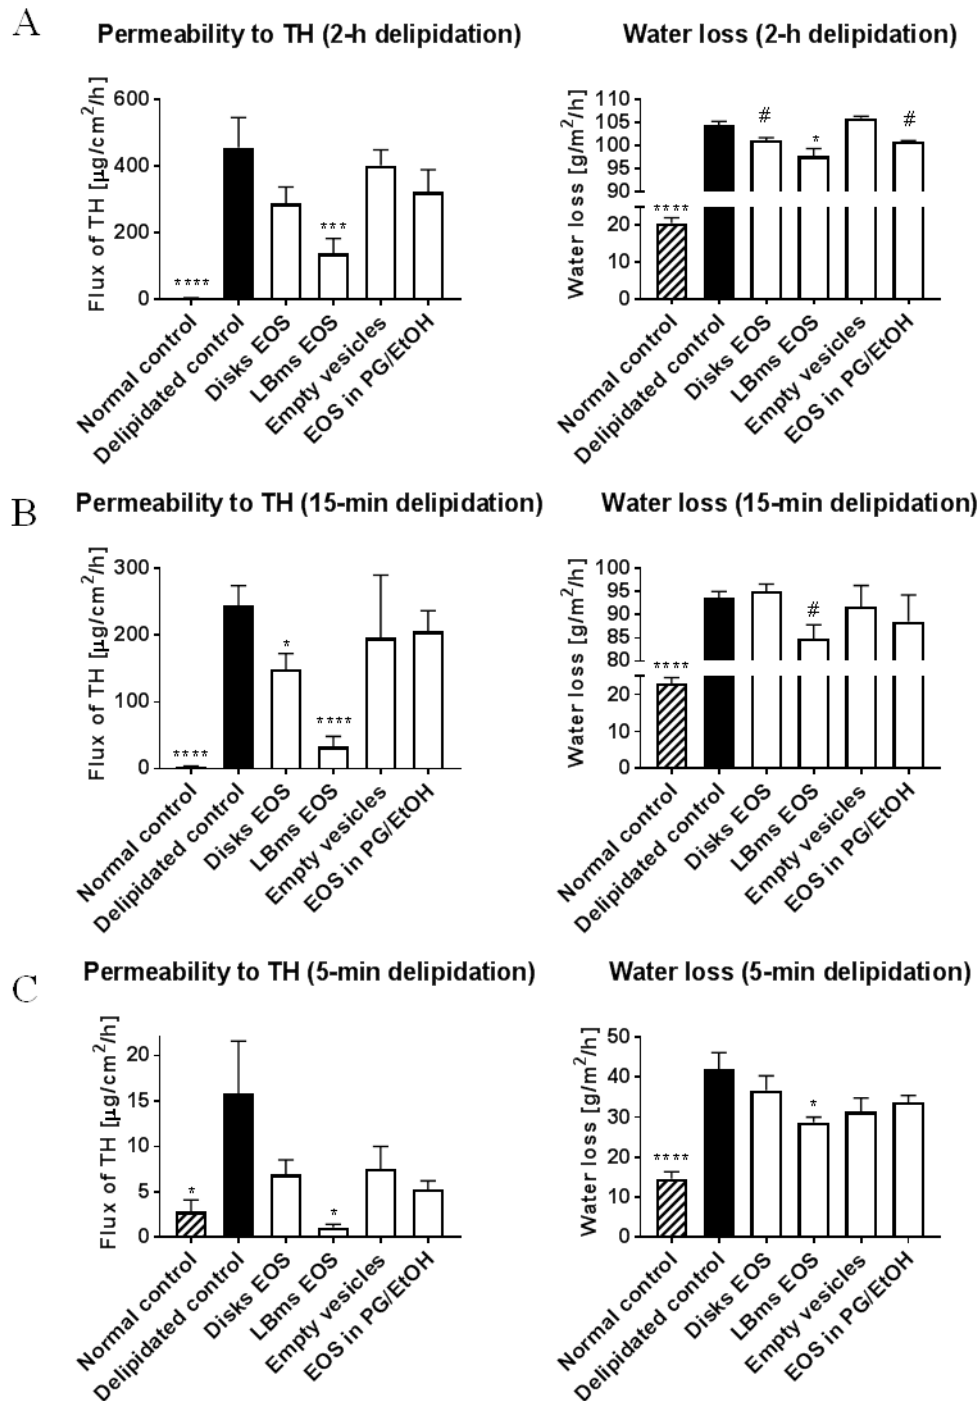 A
Permeability to TH (2-h delipidation)
Water loss (2-h delipidation)
Flux of TH [µg/cm²/h]
600
400
200
0
****
***
Normal control
Delipidated control
Disks EOS
LBms EOS
Empty vesicles
EOS in PG/EtOH
Water loss [g/m²/h]
110
105
100
95
90
20
10
0
****
#
*
#
Normal control
Delipidated control
Disks EOS
LBms EOS
Empty vesicles
EOS in PG/EtOH
B
Permeability to TH (15-min delipidation)
Water loss (15-min delipidation)
Flux of TH [µg/cm²/h]
300
200
100
0
****
*
****
Normal control
Delipidated control
Disks EOS
LBms EOS
Empty vesicles
EOS in PG/EtOH
Water loss [g/m²/h]
100
95
90
85
80
20
10
0
****
#
Normal control
Delipidated control
Disks EOS
LBms EOS
Empty vesicles
EOS in PG/EtOH
C
Permeability to TH (5-min delipidation)
Water loss (5-min delipidation)
Flux of TH [µg/cm²/h]
20
15
10
5
0
*
*
Normal control
Delipidated control
Disks EOS
LBms EOS
Empty vesicles
EOS in PG/EtOH
Water loss [g/m²/h]
50
40
30
20
10
0
****
*
Normal control
Delipidated control
Disks EOS
LBms EOS
Empty vesicles
EOS in PG/EtOH